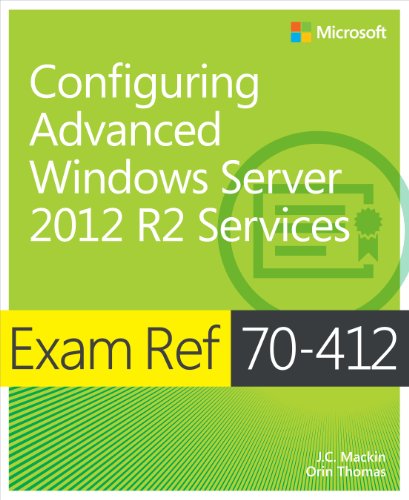 Microsoft
Configuring
Advanced
Windows Server
2012 R2 Services
Exam Ref 70-412
J.C. Mackin
Orin Thomas